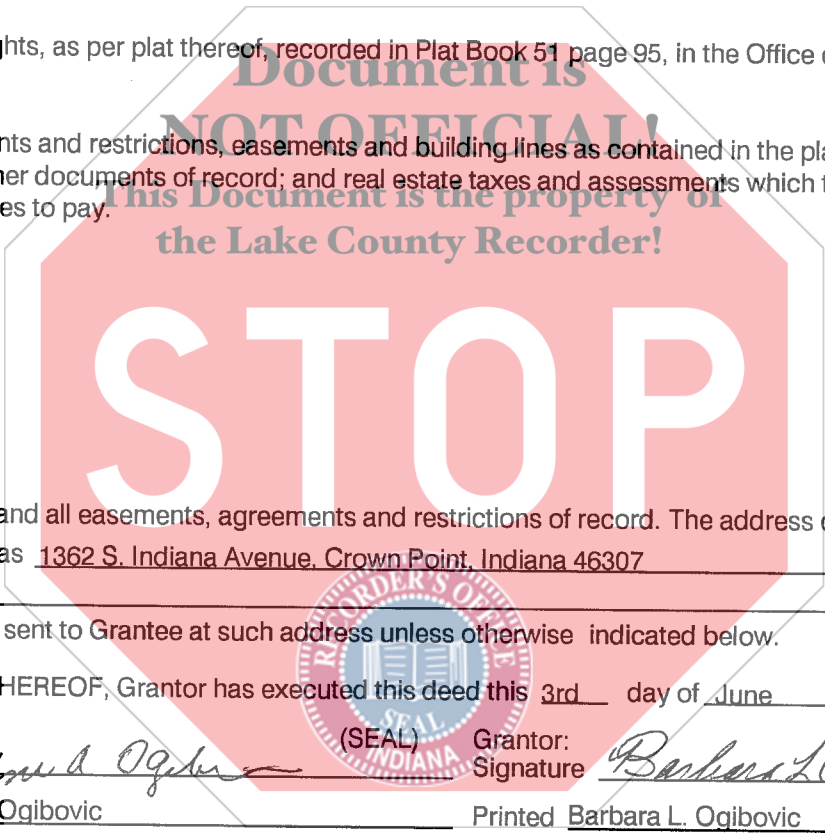 hts, as per plat thereof, recorded in Plat Book 51 page 95, in the Office
Document is
NOT OFFICIAL!
nts and restrictions, easements and building lines as contained in the pla
er documents of record; and real estate taxes and assessments which
This Document is the property of
es to pay.
the Lake County Recorder!
STOP
and all easements, agreements and restrictions of record. The address
as 1362 S. Indiana Avenue, Crown Point, Indiana 46307
RECORDER'S OFFICE
sent to Grantee at such address unless otherwise indicated below.
HEREOF, Grantor has executed this deed this 3rd day of June
SEAL
INDIANA
(SEAL) Grantor:
A Ogibovic Signature Barbara L
Ogibovic Printed Barbara L. Ogibovic